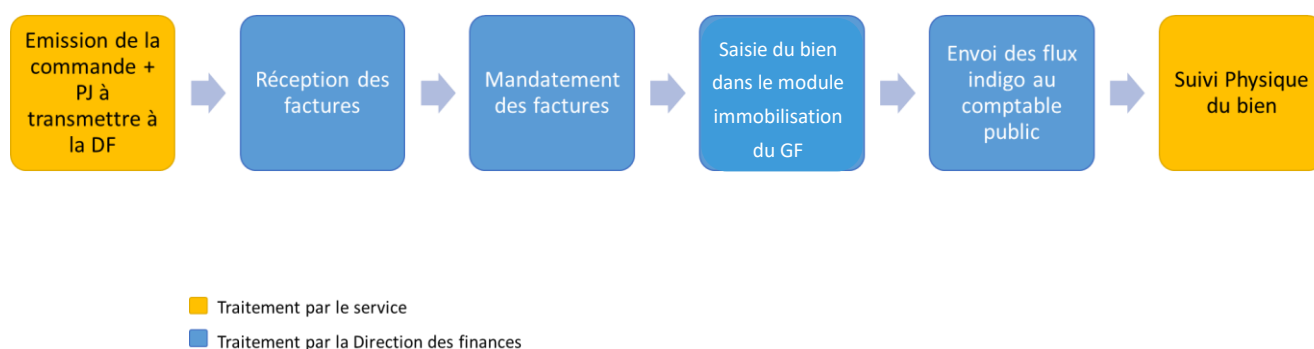 Emission de la
commande +
PJ à
transmettre à
la DF
Réception des
factures
Mandatement
des factures
Saisie du bien
dans le module
immobilisation
du GF
Envoi des flux
indigo au
comptable
public
Suivi Physique
du bien
Traitement par le service
Traitement par la Direction des finances